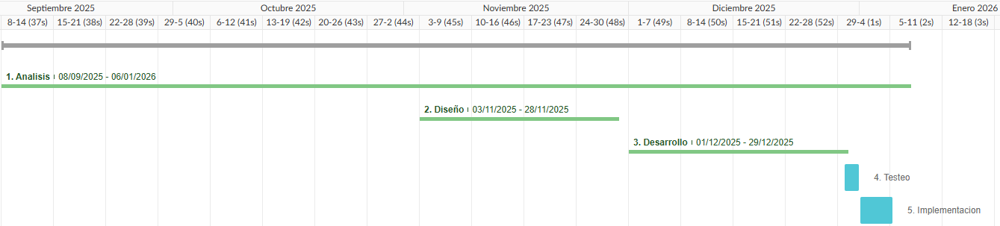 Septiembre 2025 Octubre 2025 Noviembre 2025 Diciembre 2025 Enero 2026
8-14 (37s) 15-21 (38s) 22-28 (39s) 29-5 (40s) 6-12 (41s) 13-19 (42s) 20-26 (43s) 27-2 (44s) 3-9 (45s) 10-16 (46s) 17-23 (47s) 24-30 (48s) 1-7 (49s) 8-14 (50s) 15-21 (51s) 22-28 (52s) 29-4 (1s) 5-11 (2s) 12-18 (3s)
1. Analisis 08/09/2025 - 06/01/2026
2. Diseño 03/11/2025 - 28/11/2025
3. Desarrollo 01/12/2025 - 29/12/2025
4. Testeo
5. Implementacion